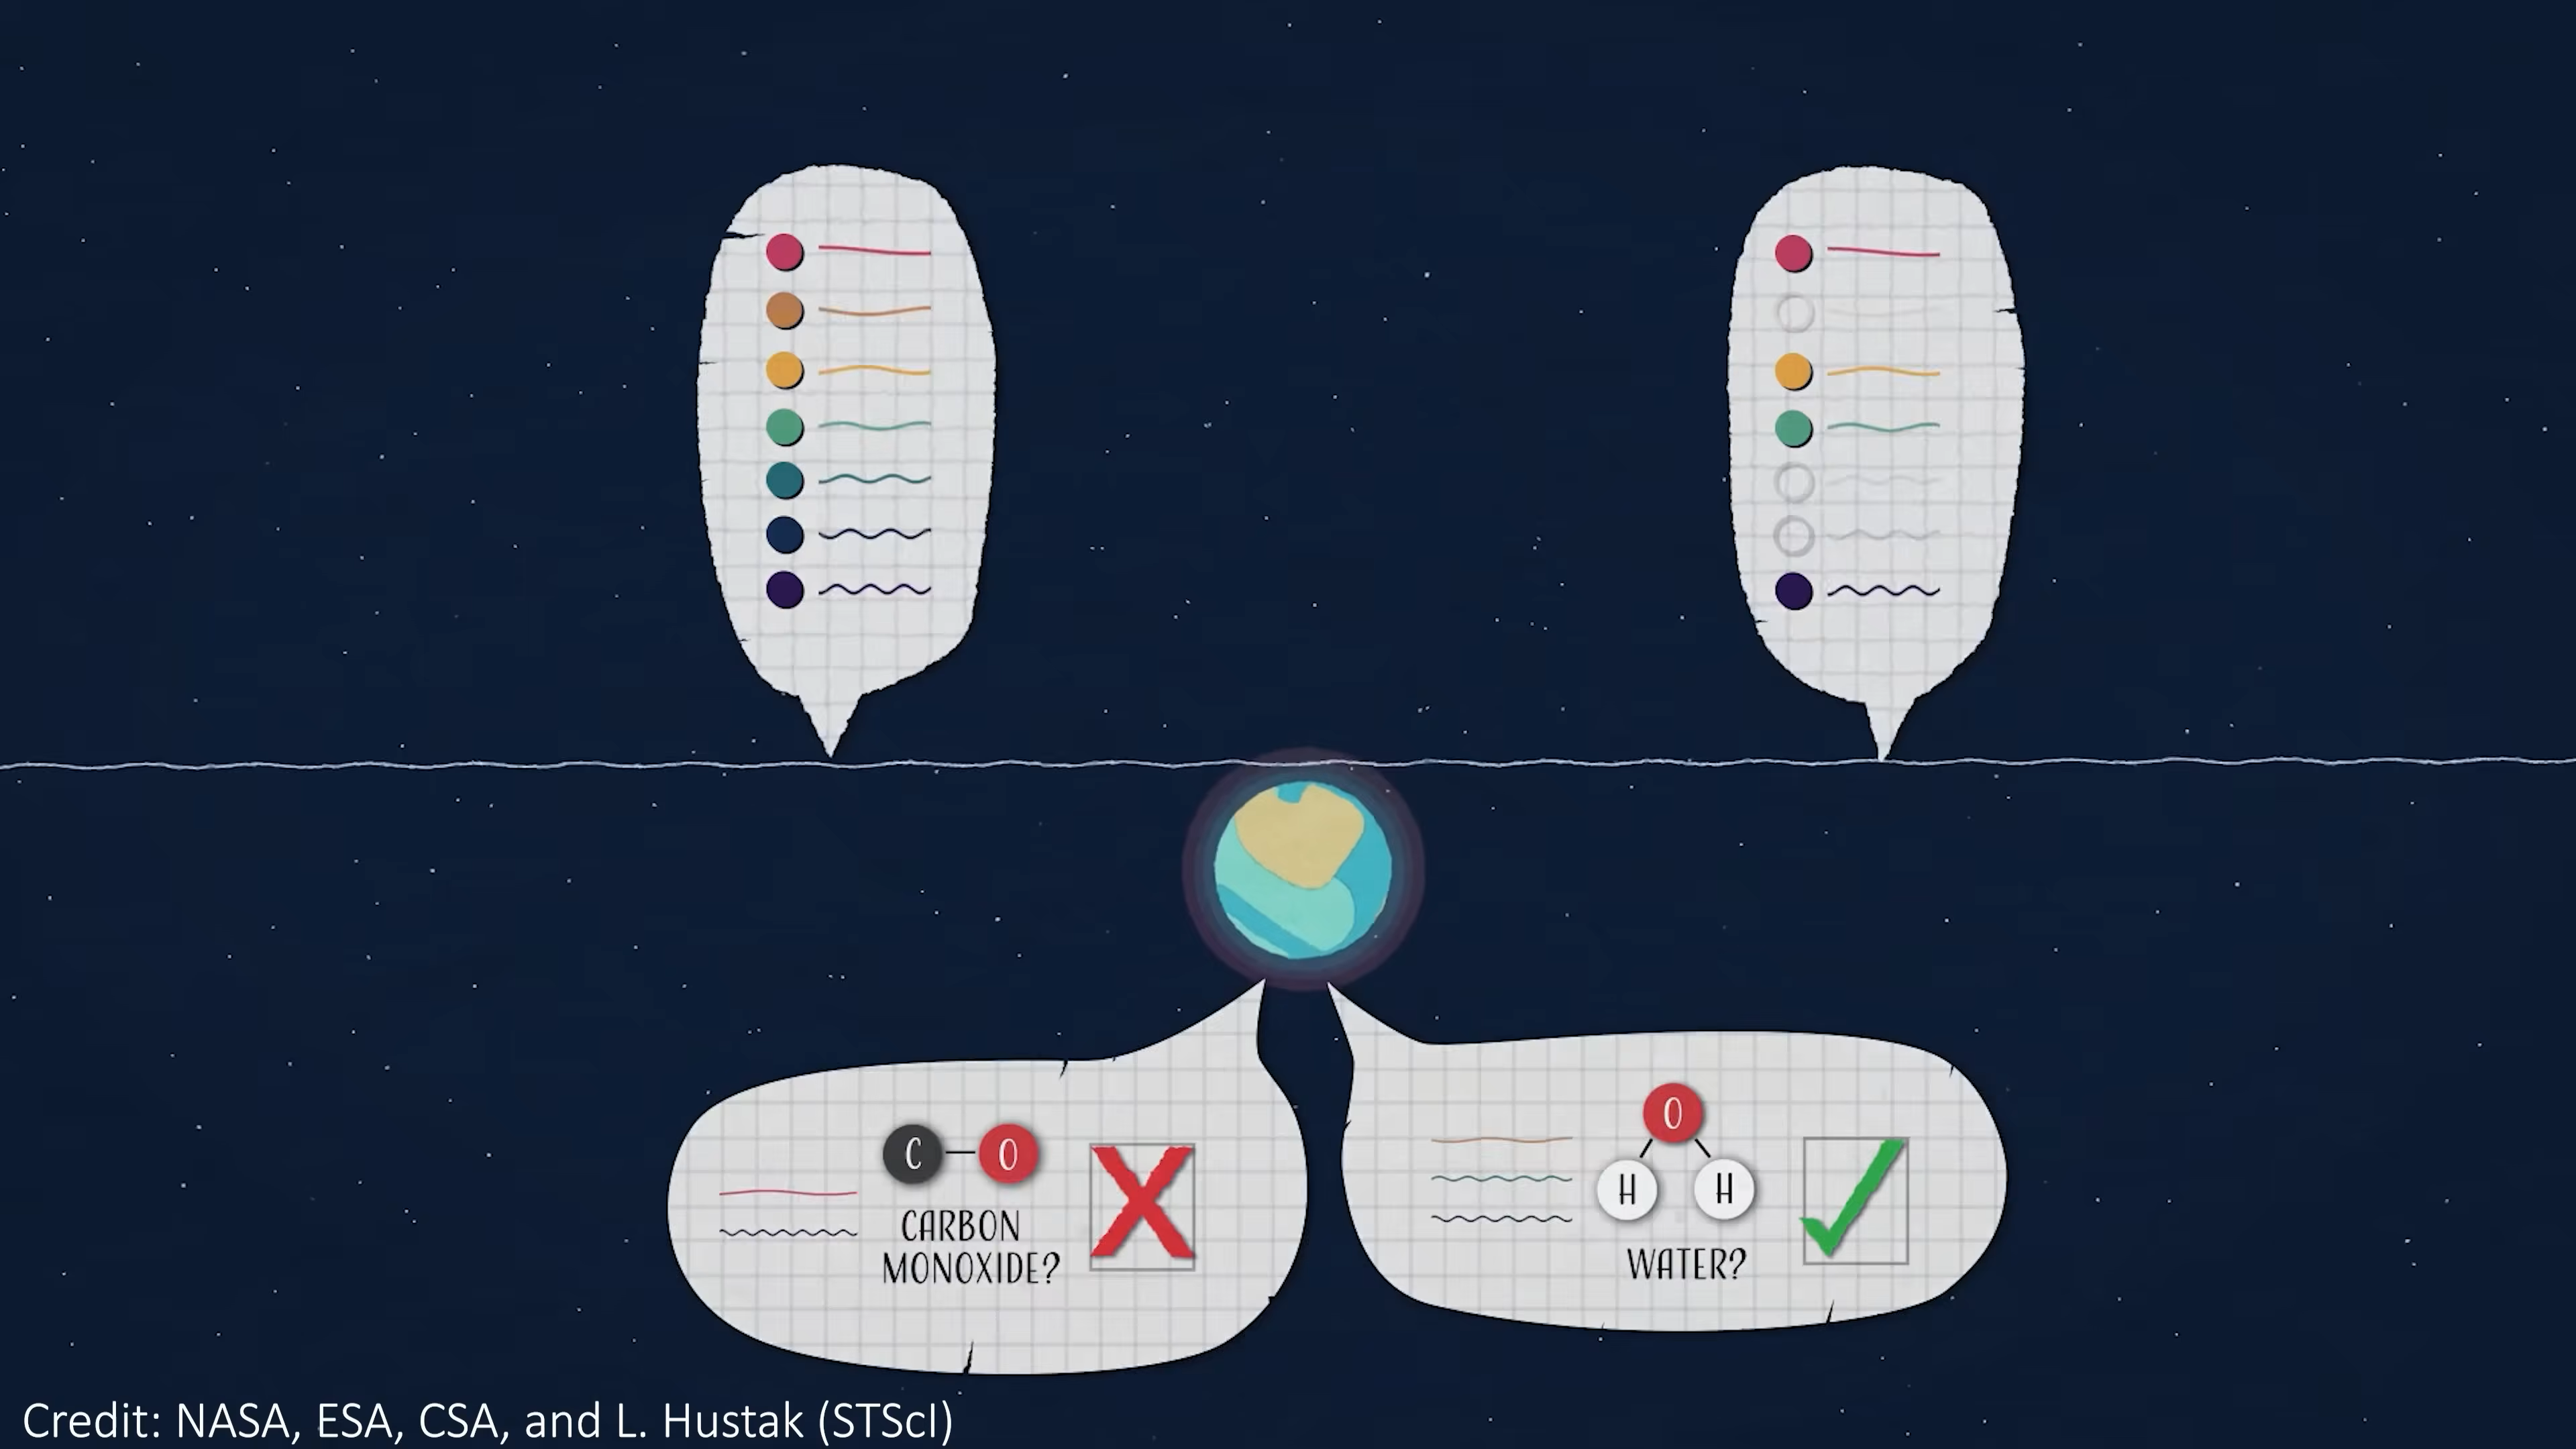 C O
CARBON
MONOXIDE?
O
H H
WATER?
Credit: NASA, ESA, CSA, and L. Hustak (STScI)